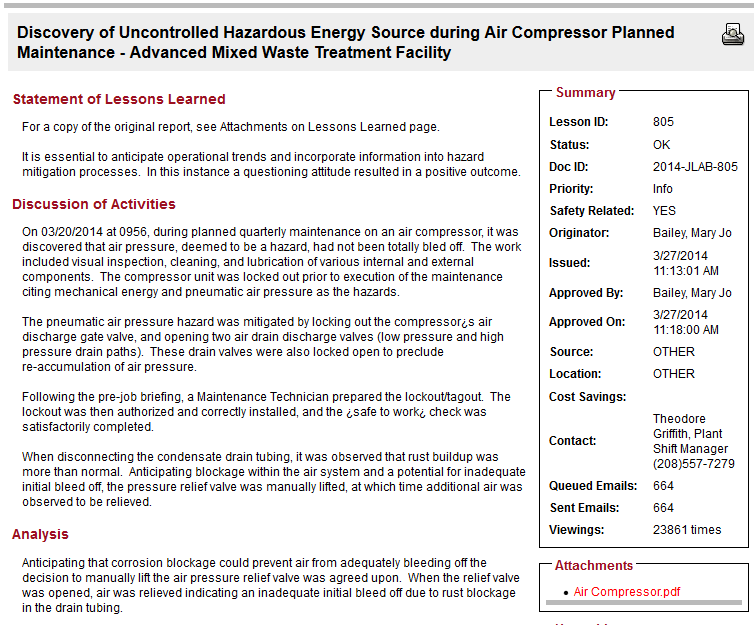 Discovery of Uncontrolled Hazardous Energy Source during Air Compressor Planned
Maintenance - Advanced Mixed Waste Treatment Facility
Statement of Lessons Learned
For a copy of the original report, see Attachments on Lessons Learned page.
It is essential to anticipate operational trends and incorporate information into hazard
mitigation processes.  In this instance a questioning attitude resulted in a positive outcome.
Discussion of Activities
On 03/20/2014 at 0956, during planned quarterly maintenance on an air compressor, it was
discovered that air pressure, deemed to be a hazard, had not been totally bled off.  The work
included visual inspection, cleaning, and lubrication of various internal and external
components.  The compressor unit was locked out prior to execution of the maintenance
citing mechanical energy and pneumatic air pressure as the hazards.
The pneumatic air pressure hazard was mitigated by locking out the compressor¿s air
discharge gate valve, and opening two air drain discharge valves (low pressure and high
pressure drain paths).  These drain valves were also locked open to preclude
re-accumulation of air pressure.
Following the pre-job briefing, a Maintenance Technician prepared the lockout/tagout.  The
lockout was then authorized and correctly installed, and the ¿safe to work¿ check was
satisfactorily completed.
When disconnecting the condensate drain tubing, it was observed that rust buildup was
more than normal.  Anticipating blockage within the air system and a potential for inadequate
initial bleed off, the pressure relief valve was manually lifted, at which time additional air was
observed to be relieved.
Analysis
Anticipating that corrosion blockage could prevent air from adequately bleeding off the
decision to manually lift the air pressure relief valve was agreed upon.  When the relief valve
was opened, air was relieved indicating an inadequate initial bleed off due to rust blockage
in the drain tubing.
Summary
Lesson ID: 805
Status: OK
Doc ID: 2014-JLAB-805
Priority: Info
Safety Related: YES
Originator: Bailey, Mary Jo
Issued: 3/27/2014
11:13:01 AM
Approved By: Bailey, Mary Jo
Approved On: 3/27/2014
11:18:00 AM
Source: OTHER
Location: OTHER
Cost Savings:
Contact: Theodore
Griffith, Plant
Shift Manager
(208)557-7279
Queued Emails: 664
Sent Emails: 664
Viewings: 23861 times
Attachments
• Air Compressor.pdf